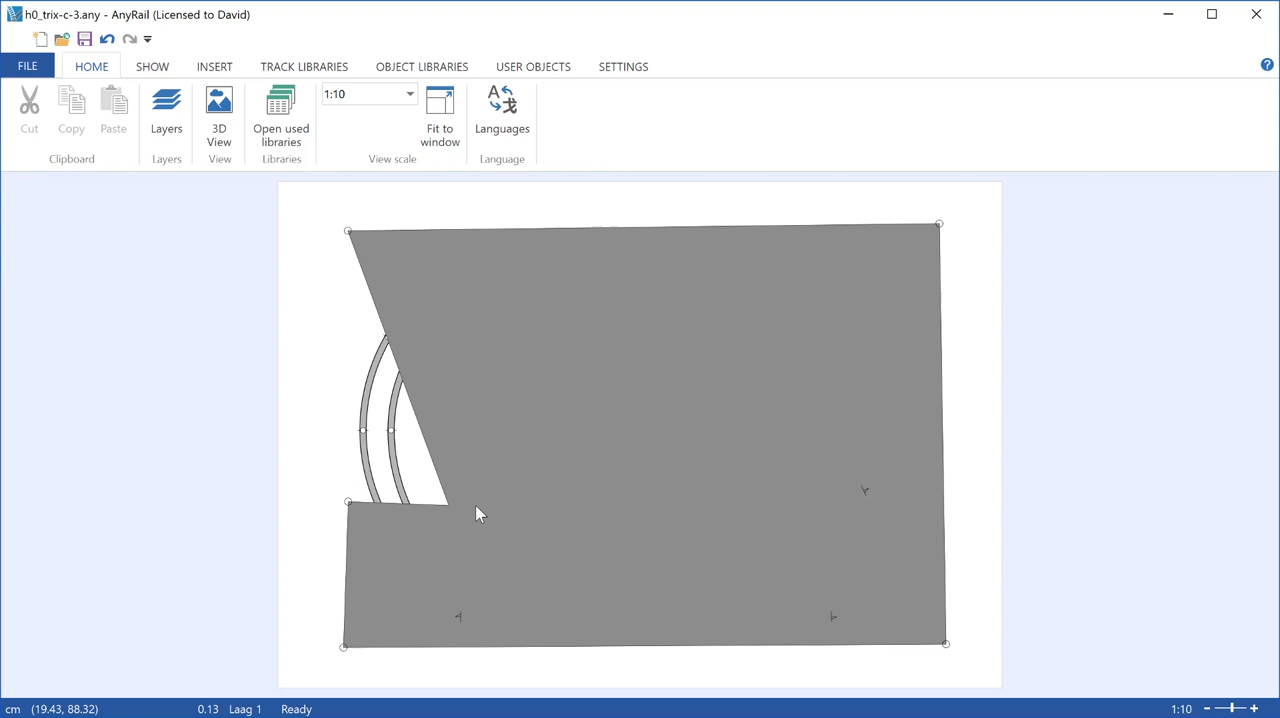 h0_trix-c-3.any - AnyRail (Licensed to David)
FILE HOME SHOW INSERT TRACK LIBRARIES OBJECT LIBRARIES USER OBJECTS SETTINGS
1:10
Cut Copy Paste Layers 3D View Open used libraries Fit to window Languages
Clipboard Layers View Libraries View scale Language
cm (19.43, 88.32) 0.13 Laag 1 Ready 1:10